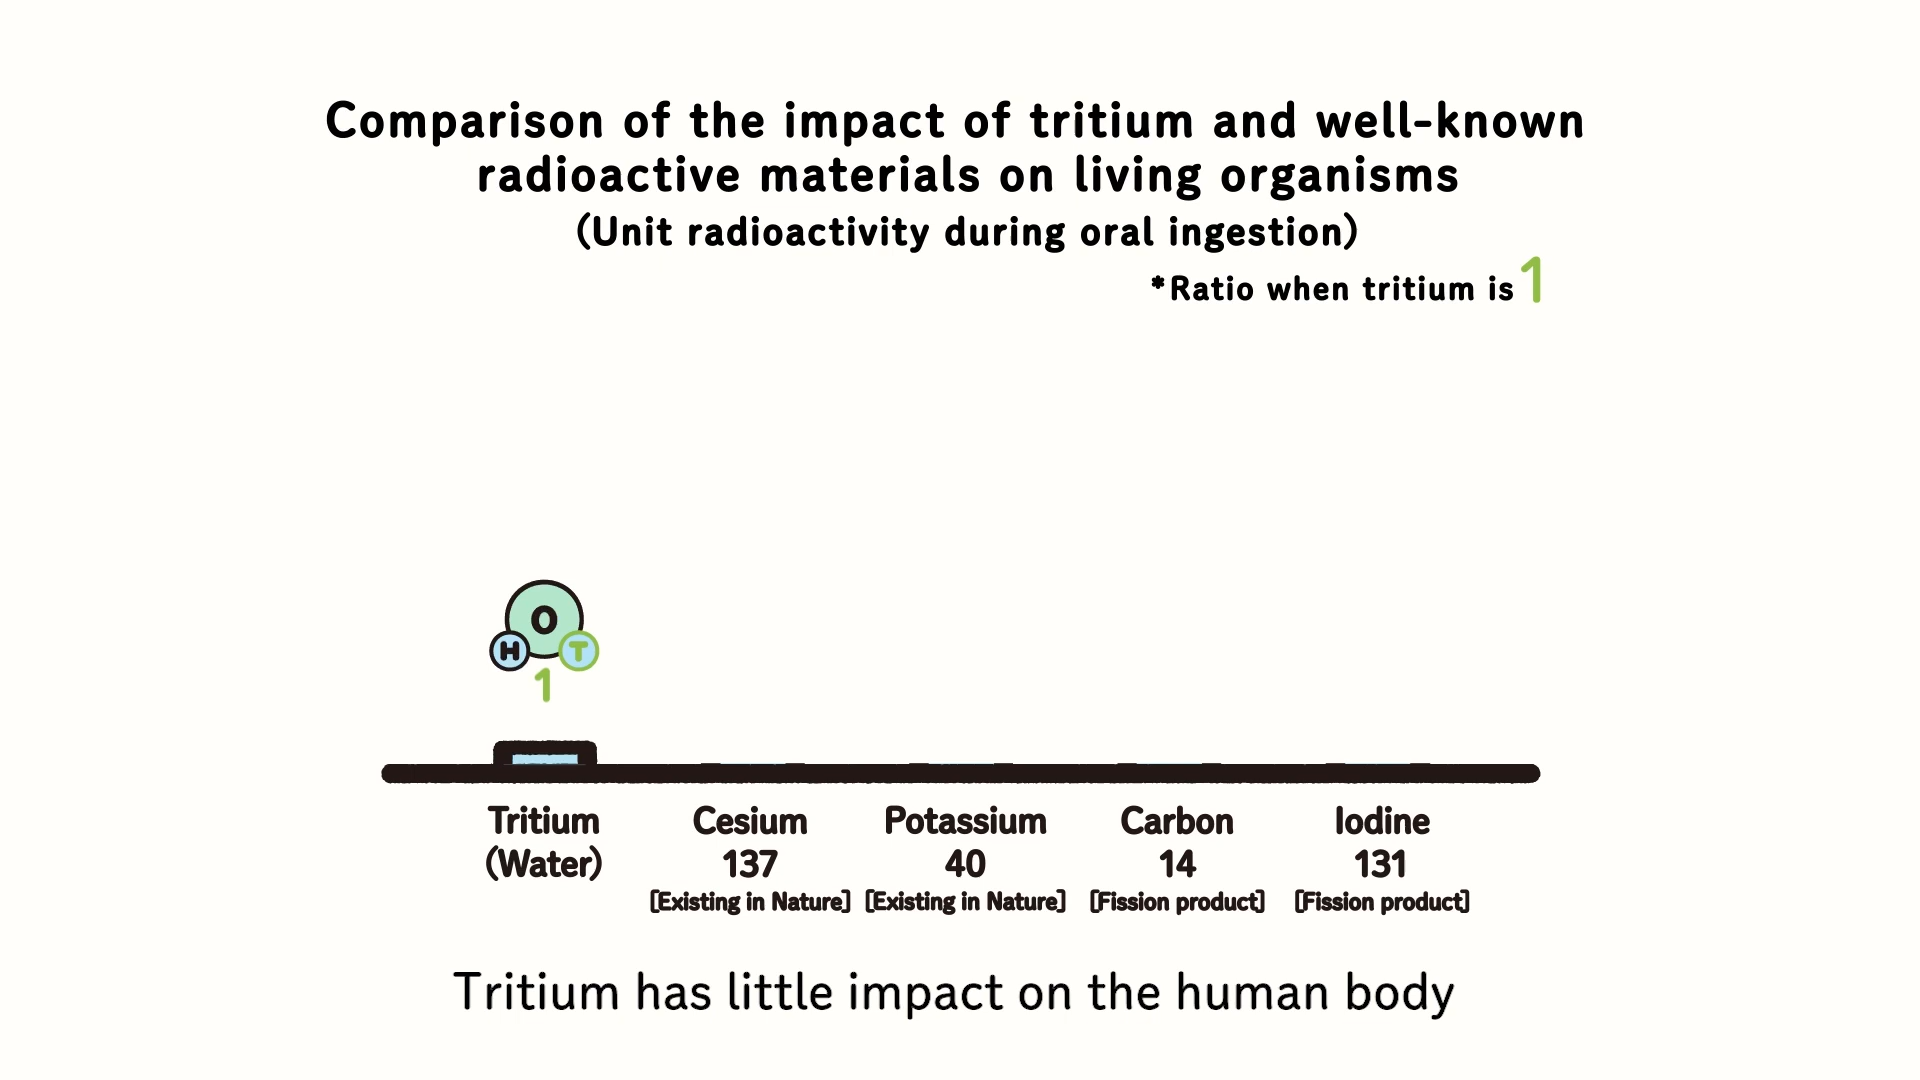 Comparison of the impact of tritium and well-known
radioactive materials on living organisms
(Unit radioactivity during oral ingestion)
*Ratio when tritium is 1
O
H T
1
Tritium
(Water)
Cesium
137
[Existing in Nature]
Potassium
40
[Existing in Nature]
Carbon
14
[Fission product]
Iodine
131
[Fission product]
Tritium has little impact on the human body